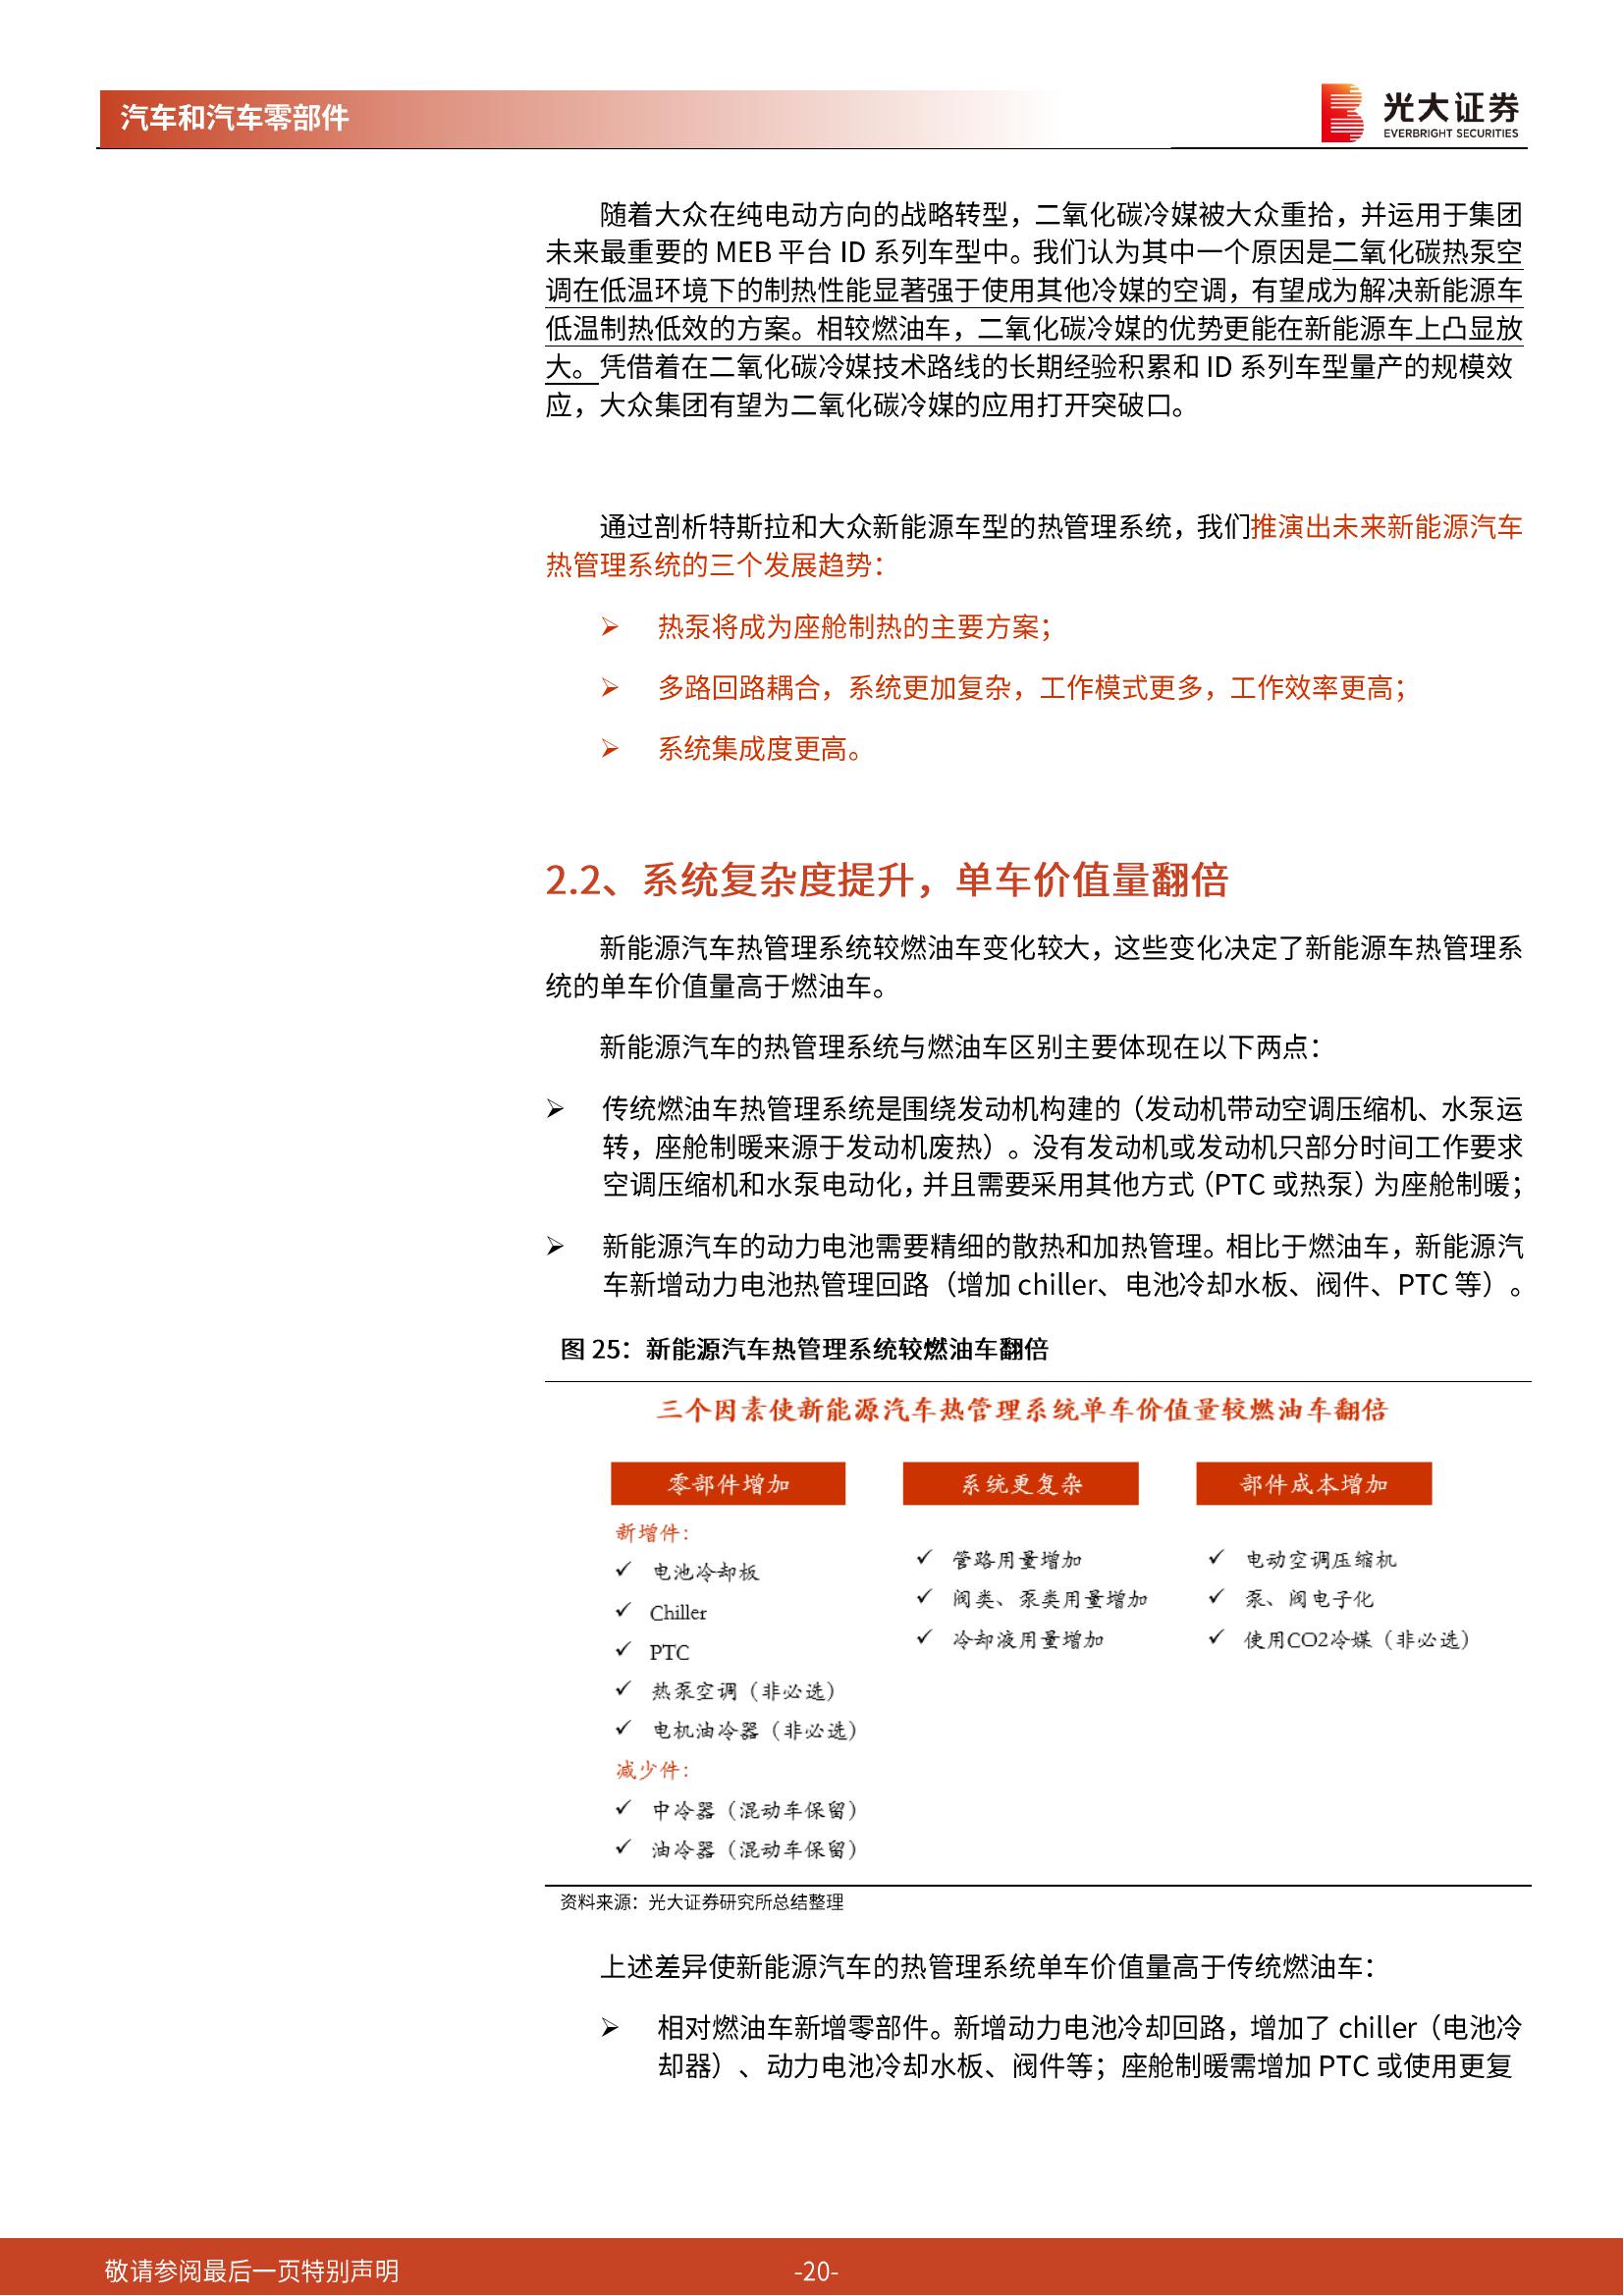 汽车和汽车零部件
光大证券
EVERBRIGHT SECURITIES
随着大众在纯电动方向的战略转型，二氧化碳冷媒被大众重拾，并运用于集团
未来最重要的 MEB 平台 ID 系列车型中。我们认为其中一个原因是二氧化碳热泵空
调在低温环境下的制热性能显著强于使用其他冷媒的空调，有望成为解决新能源车
低温制热低效的方案。相较燃油车，二氧化碳冷媒的优势更能在新能源车上凸显放
大。凭借着在二氧化碳冷媒技术路线的长期经验积累和 ID 系列车型量产的规模效
应，大众集团有望为二氧化碳冷媒的应用打开突破口。
通过剖析特斯拉和大众新能源车型的热管理系统，我们推演出未来新能源汽车
热管理系统的三个发展趋势：
➢ 热泵将成为座舱制热的主要方案；
➢ 多路回路耦合，系统更加复杂，工作模式更多，工作效率更高；
➢ 系统集成度更高。
2.2、系统复杂度提升，单车价值量翻倍
新能源汽车热管理系统较燃油车变化较大，这些变化决定了新能源车热管理系
统的单车价值量高于燃油车。
新能源汽车的热管理系统与燃油车区别主要体现在以下两点：
➢ 传统燃油车热管理系统是围绕发动机构建的（发动机带动空调压缩机、水泵运
转，座舱制暖来源于发动机废热）。没有发动机或发动机只部分时间工作要求
空调压缩机和水泵电动化，并且需要采用其他方式（PTC 或热泵）为座舱制暖；
➢ 新能源汽车的动力电池需要精细的散热和加热管理。相比于燃油车，新能源汽
车新增动力电池热管理回路（增加 chiller、电池冷却水板、阀件、PTC 等）。
图 25：新能源汽车热管理系统较燃油车翻倍
三个因素使新能源汽车热管理系统单车价值量较燃油车翻倍
零部件增加
新增件：
✓ 电池冷却板
✓ Chiller
✓ PTC
✓ 热泵空调（非必选）
✓ 电机油冷器（非必选）
减少件：
✓ 中冷器（混动车保留）
✓ 油冷器（混动车保留）
系统更复杂
✓ 管路用量增加
✓ 阀类、泵类用量增加
✓ 冷却液用量增加
部件成本增加
✓ 电动空调压缩机
✓ 泵、阀电子化
✓ 使用CO2冷媒（非必选）
资料来源：光大证券研究所总结整理
上述差异使新能源汽车的热管理系统单车价值量高于传统燃油车：
➢ 相对燃油车新增零部件。新增动力电池冷却回路，增加了 chiller（电池冷
却器）、动力电池冷却水板、阀件等；座舱制暖需增加 PTC 或使用更复
敬请参阅最后一页特别声明
-20-